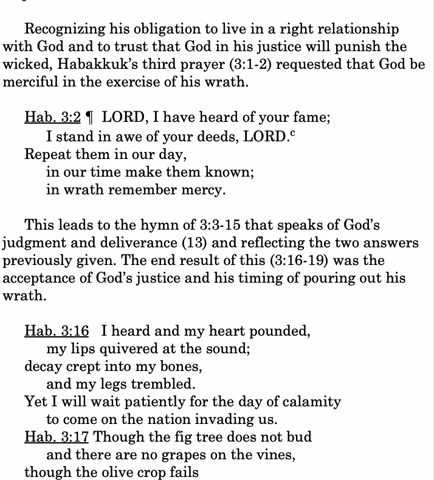 Recognizing his obligation to live in a right relationship
with God and to trust that God in his justice will punish the
wicked, Habakkuk's third prayer (3:1-2) requested that God be
merciful in the exercise of his wrath.
Hab. 3:2 ¶ LORD, I have heard of your fame;
I stand in awe of your deeds, LORD.c
Repeat them in our day,
in our time make them known;
in wrath remember mercy.
This leads to the hymn of 3:3-15 that speaks of God's
judgment and deliverance (13) and reflecting the two answers
previously given. The end result of this (3:16-19) was the
acceptance of God's justice and his timing of pouring out his
wrath.
Hab. 3:16 I heard and my heart pounded,
my lips quivered at the sound;
decay crept into my bones,
and my legs trembled.
Yet I will wait patiently for the day of calamity
to come on the nation invading us.
Hab. 3:17 Though the fig tree does not bud
and there are no grapes on the vines,
though the olive crop fails